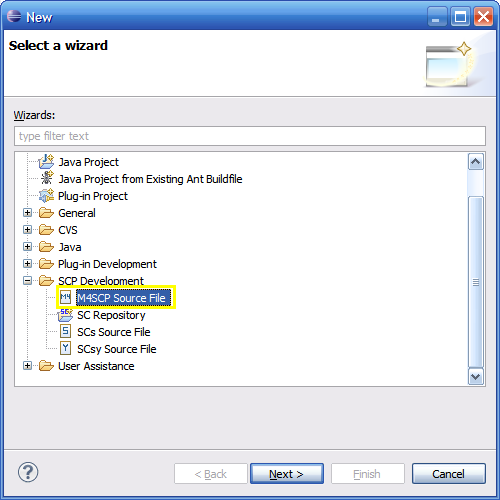 New
Select a wizard
Wizards:
type filter text
Java Project
Java Project from Existing Ant Buildfile
Plug-in Project
General
CVS
Java
Plug-in Development
SCP Development
M4 M4SCP Source File
SC Repository
S SCs Source File
Y SCsy Source File
User Assistance
? < Back Next > Finish Cancel